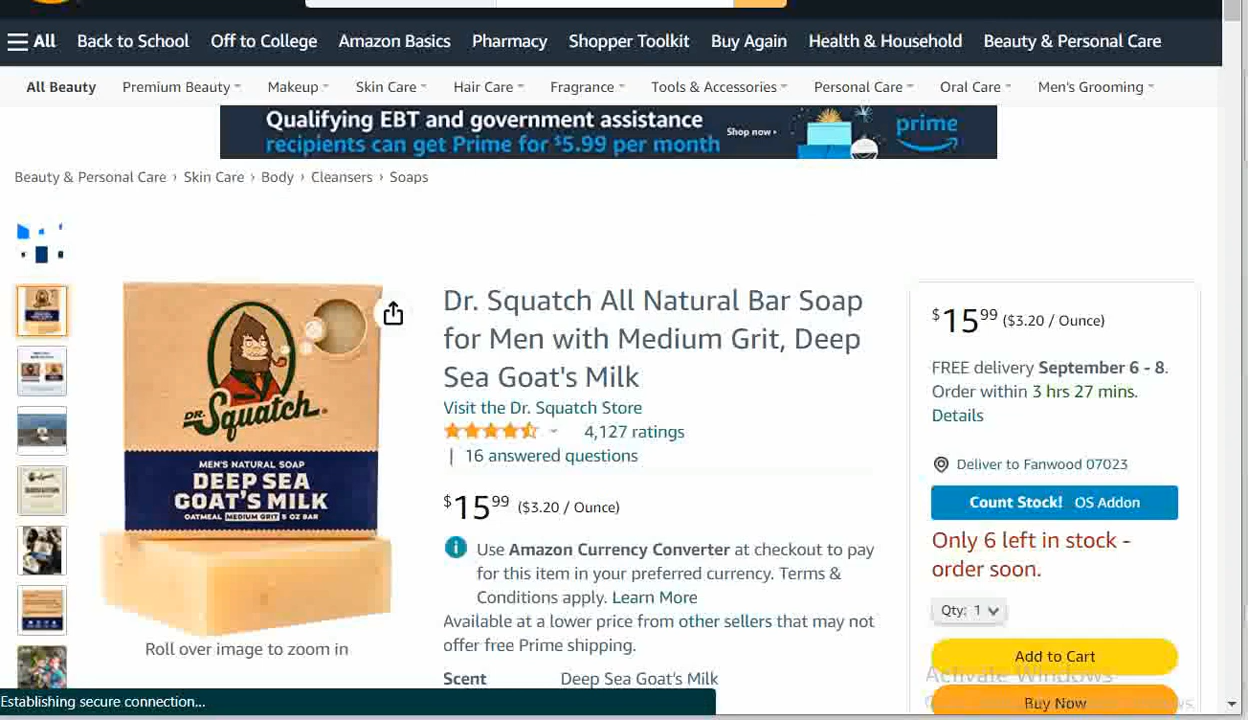 All Back to School Off to College Amazon Basics Pharmacy Shopper Toolkit Buy Again Health & Household Beauty & Personal Care
All Beauty Premium Beauty Makeup Skin Care Hair Care Fragrance Tools & Accessories Personal Care Oral Care Men's Grooming
Qualifying EBT and government assistance
recipients can get Prime for $5.99 per month
Shop now
prime
Beauty & Personal Care › Skin Care › Body › Cleansers › Soaps
DR.
Squatch
MEN'S NATURAL SOAP
DEEP SEA
GOAT'S MILK
OATMEAL MEDIUM GRIT 5 OZ BAR
Roll over image to zoom in
Dr. Squatch All Natural Bar Soap
for Men with Medium Grit, Deep
Sea Goat's Milk
Visit the Dr. Squatch Store
4,127 ratings
| 16 answered questions
$15.99 ($3.20 / Ounce)
Use Amazon Currency Converter at checkout to pay
for this item in your preferred currency. Terms &
Conditions apply. Learn More
Available at a lower price from other sellers that may not
offer free Prime shipping.
Scent Deep Sea Goat's Milk
$15.99 ($3.20 / Ounce)
FREE delivery September 6 - 8.
Order within 3 hrs 27 mins.
Details
Deliver to Fanwood 07023
Count Stock! OS Addon
Only 6 left in stock -
order soon.
Qty: 1
Add to Cart
Activate Windows
Buy Now
Establishing secure connection...